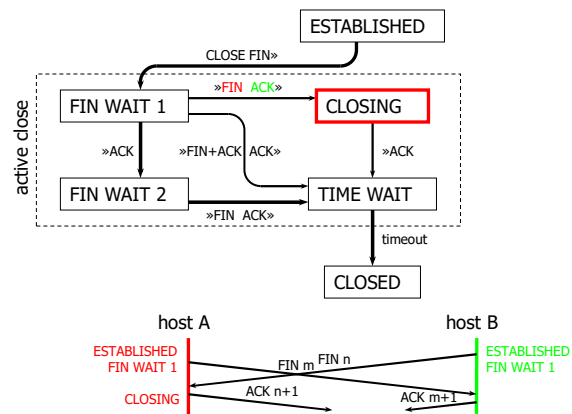 ESTABLISHED
CLOSE FIN»
active close
FIN WAIT 1
»FIN ACK»
CLOSING
»ACK
»FIN+ACK ACK»
»ACK
FIN WAIT 2
TIME WAIT
»FIN ACK»
timeout
CLOSED
host A
host B
ESTABLISHED
FIN WAIT 1
FIN m
FIN n
ESTABLISHED
FIN WAIT 1
CLOSING
ACK n+1
ACK m+1